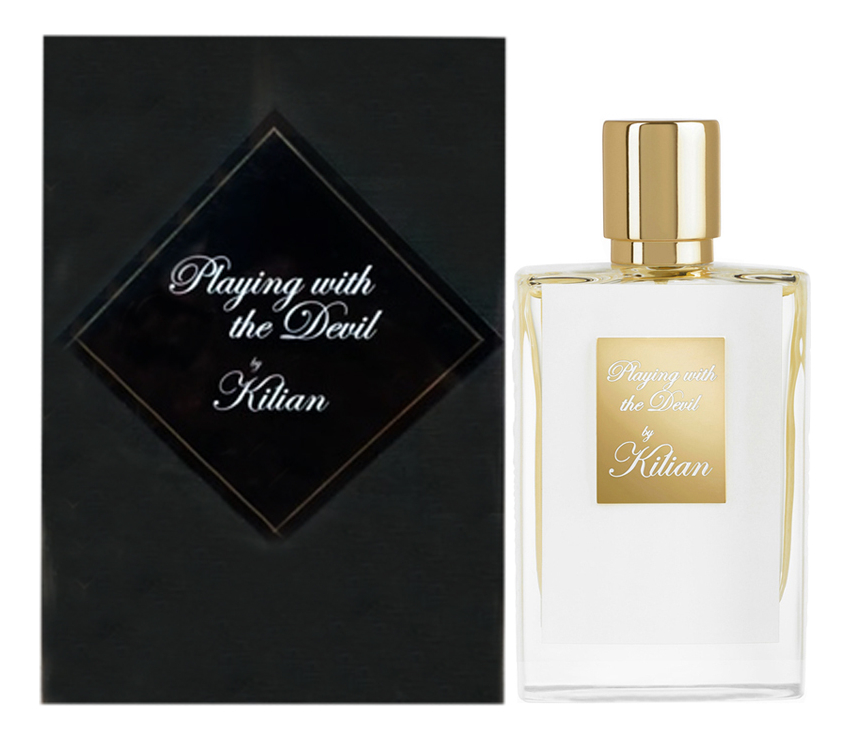 Playing with
the Devil
by
Kilian
Playing with
the Devil
by
Kilian